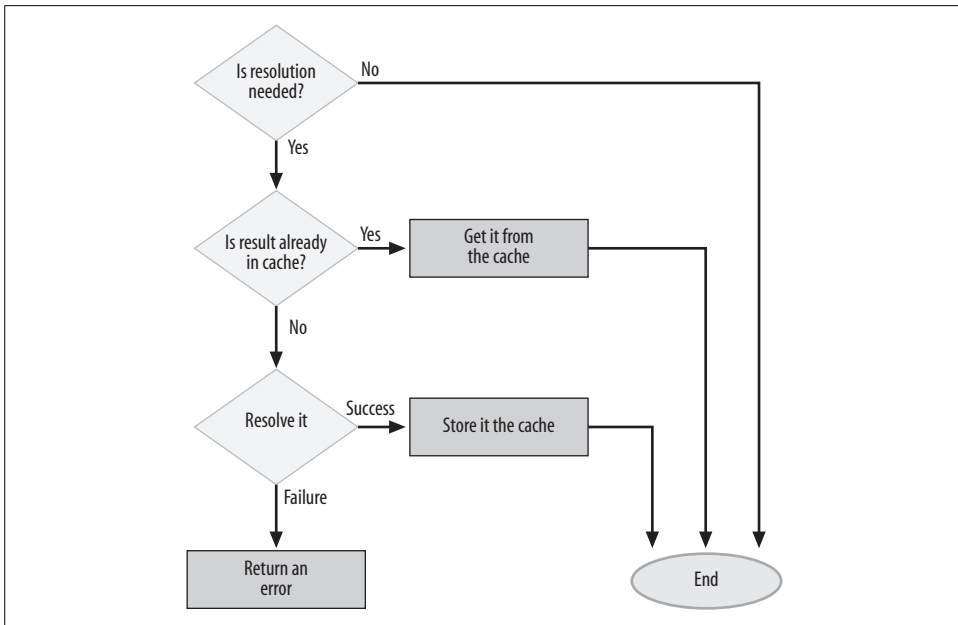 Is resolution
needed?
No
Yes
Is result already
in cache?
Yes
Get it from
the cache
No
Resolve it
Success
Store it the cache
Failure
Return an
error
End